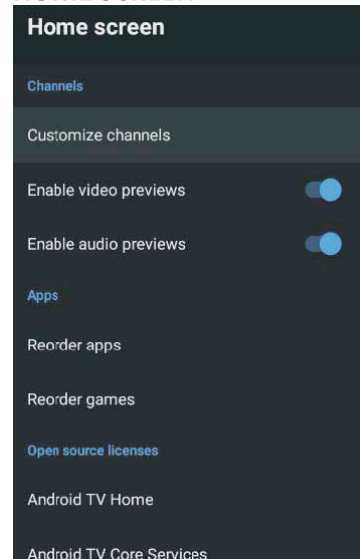 Home screen
Channels
Customize channels
Enable video previews
Enable audio previews
Apps
Reorder apps
Reorder games
Open source licenses
Android TV Home
Android TV Core Services